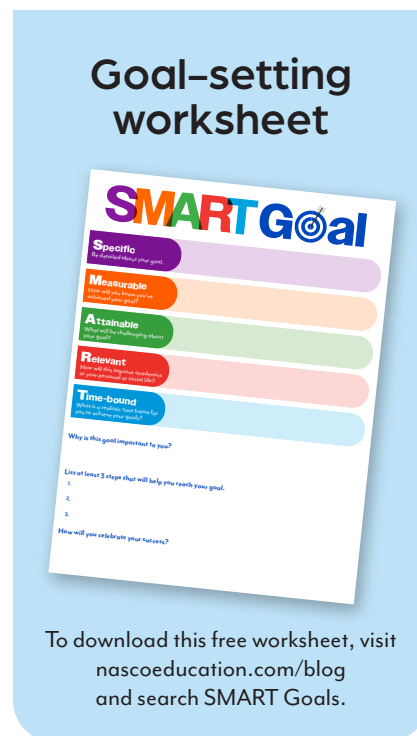 Goal–setting
worksheet
SMART Goal
Specific
Be detailed about your goal.
Measurable
How will you know you've
achieved your goal?
Attainable
What will be challenging about
your goal?
Relevant
How will this improve academics
or your personal or social life?
Time-bound
What is a realistic time frame for
you to achieve your goals?
Why is this goal important to you?
List at least 3 steps that will help you reach your goal.
1.
2.
3.
How will you celebrate your success?
To download this free worksheet, visit
nascoeducation.com/blog
and search SMART Goals.